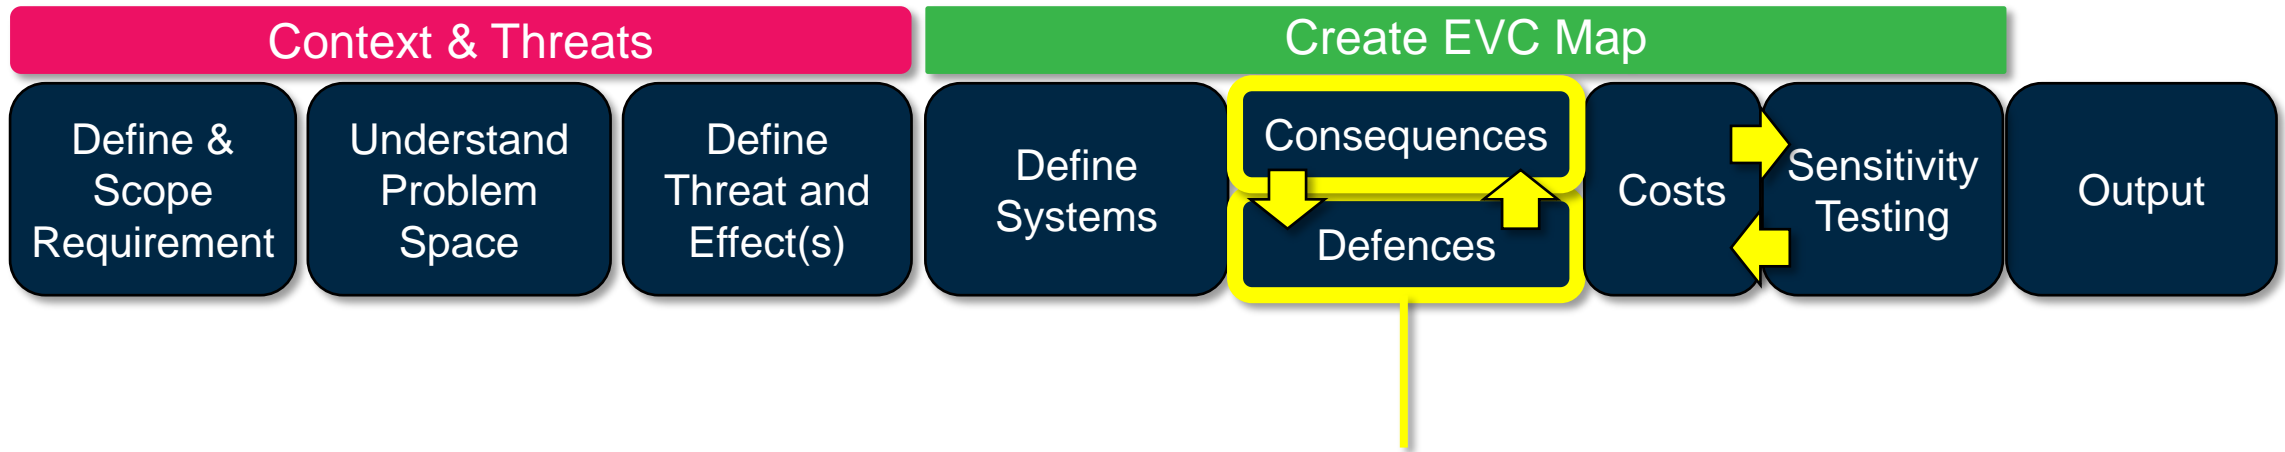 Context & Threats
Create EVC Map
Define &
Scope
Requirement
Understand
Problem
Space
Define
Threat and
Effect(s)
Define
Systems
Consequences
Defences
Costs
Sensitivity
Testing
Output